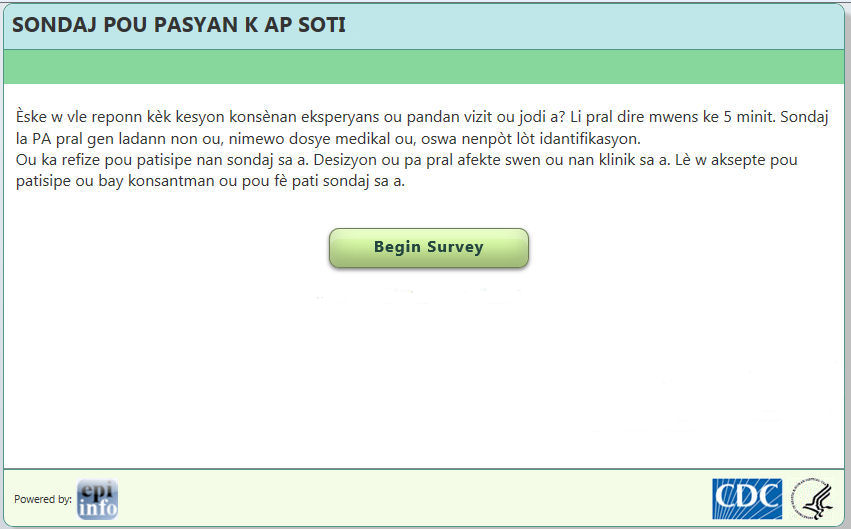 SONDAJ POU PASYAN K AP SOTI
Èske w vle reponn kèk kesyon konsènan eksperyans ou pandan vizit ou jodi a? Li pral dire mwens ke 5 minit. Sondaj
la PA pral gen ladann non ou, nimewo dosye medikal ou, oswa nenpòt lòt idantifikasyon.
Ou ka refize pou patisipe nan sondaj sa a. Desizyon ou pa pral afekte swen ou nan klinik sa a. Lè w aksepte pou
patisipe ou bay konsantman ou pou fè pati sondaj sa a.
Begin Survey
Powered by:
epi
info
CDC